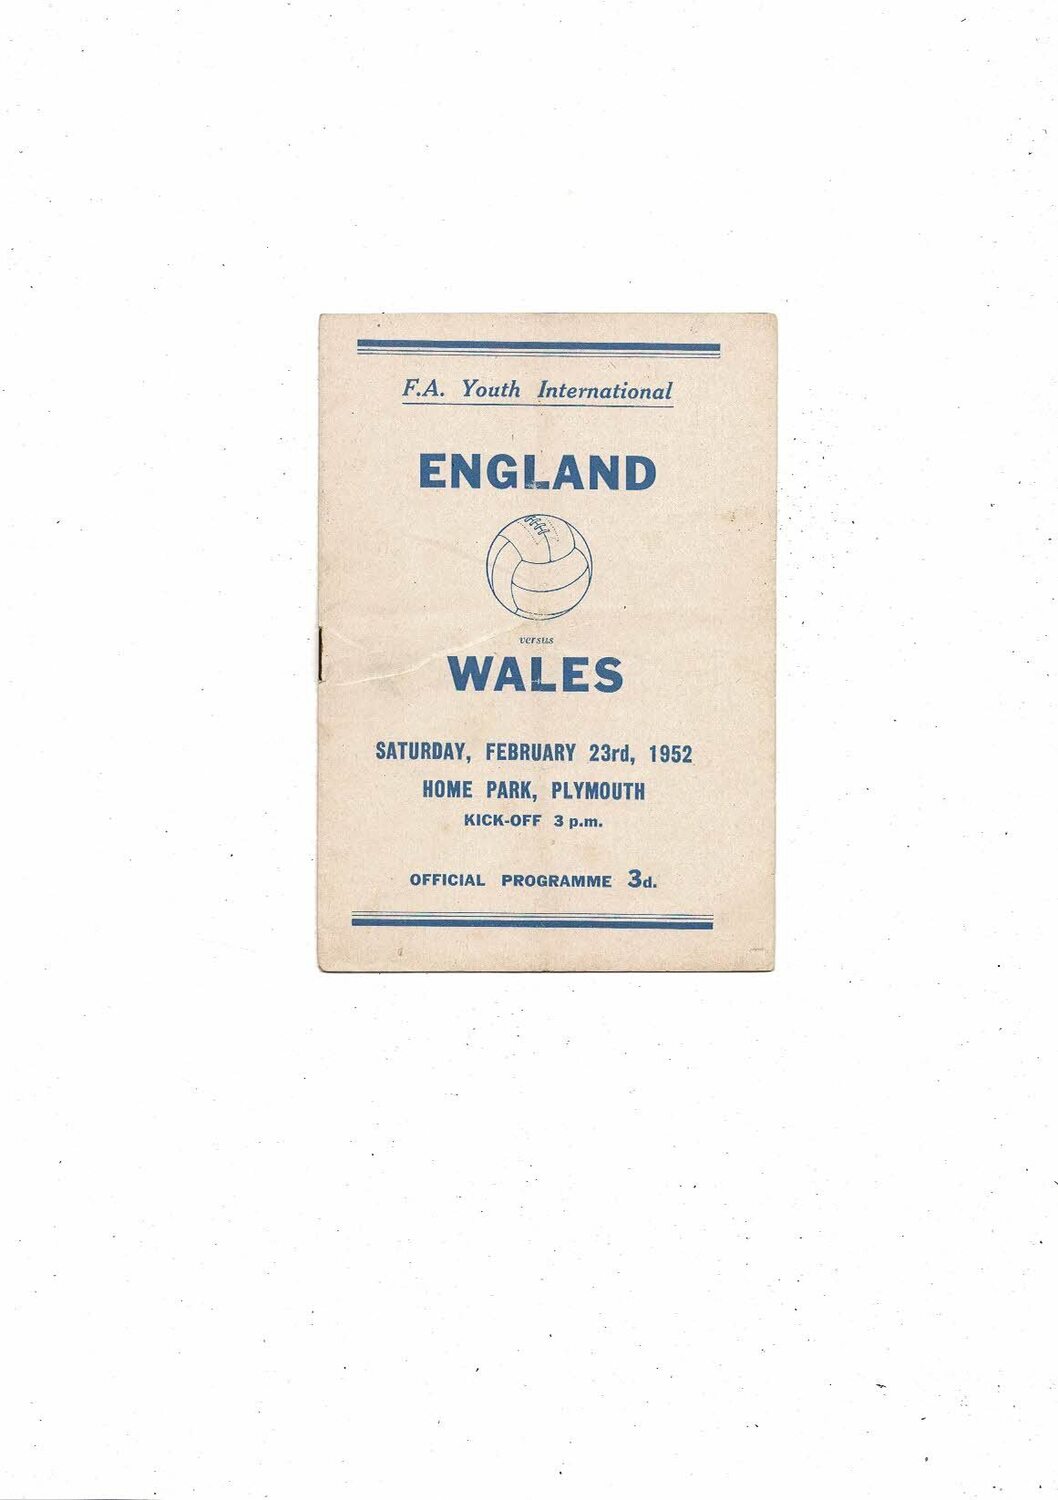 F.A. Youth International
ENGLAND
versus
WALES
SATURDAY, FEBRUARY 23rd, 1952
HOME PARK, PLYMOUTH
KICK-OFF 3 p.m.
OFFICIAL PROGRAMME 3d.